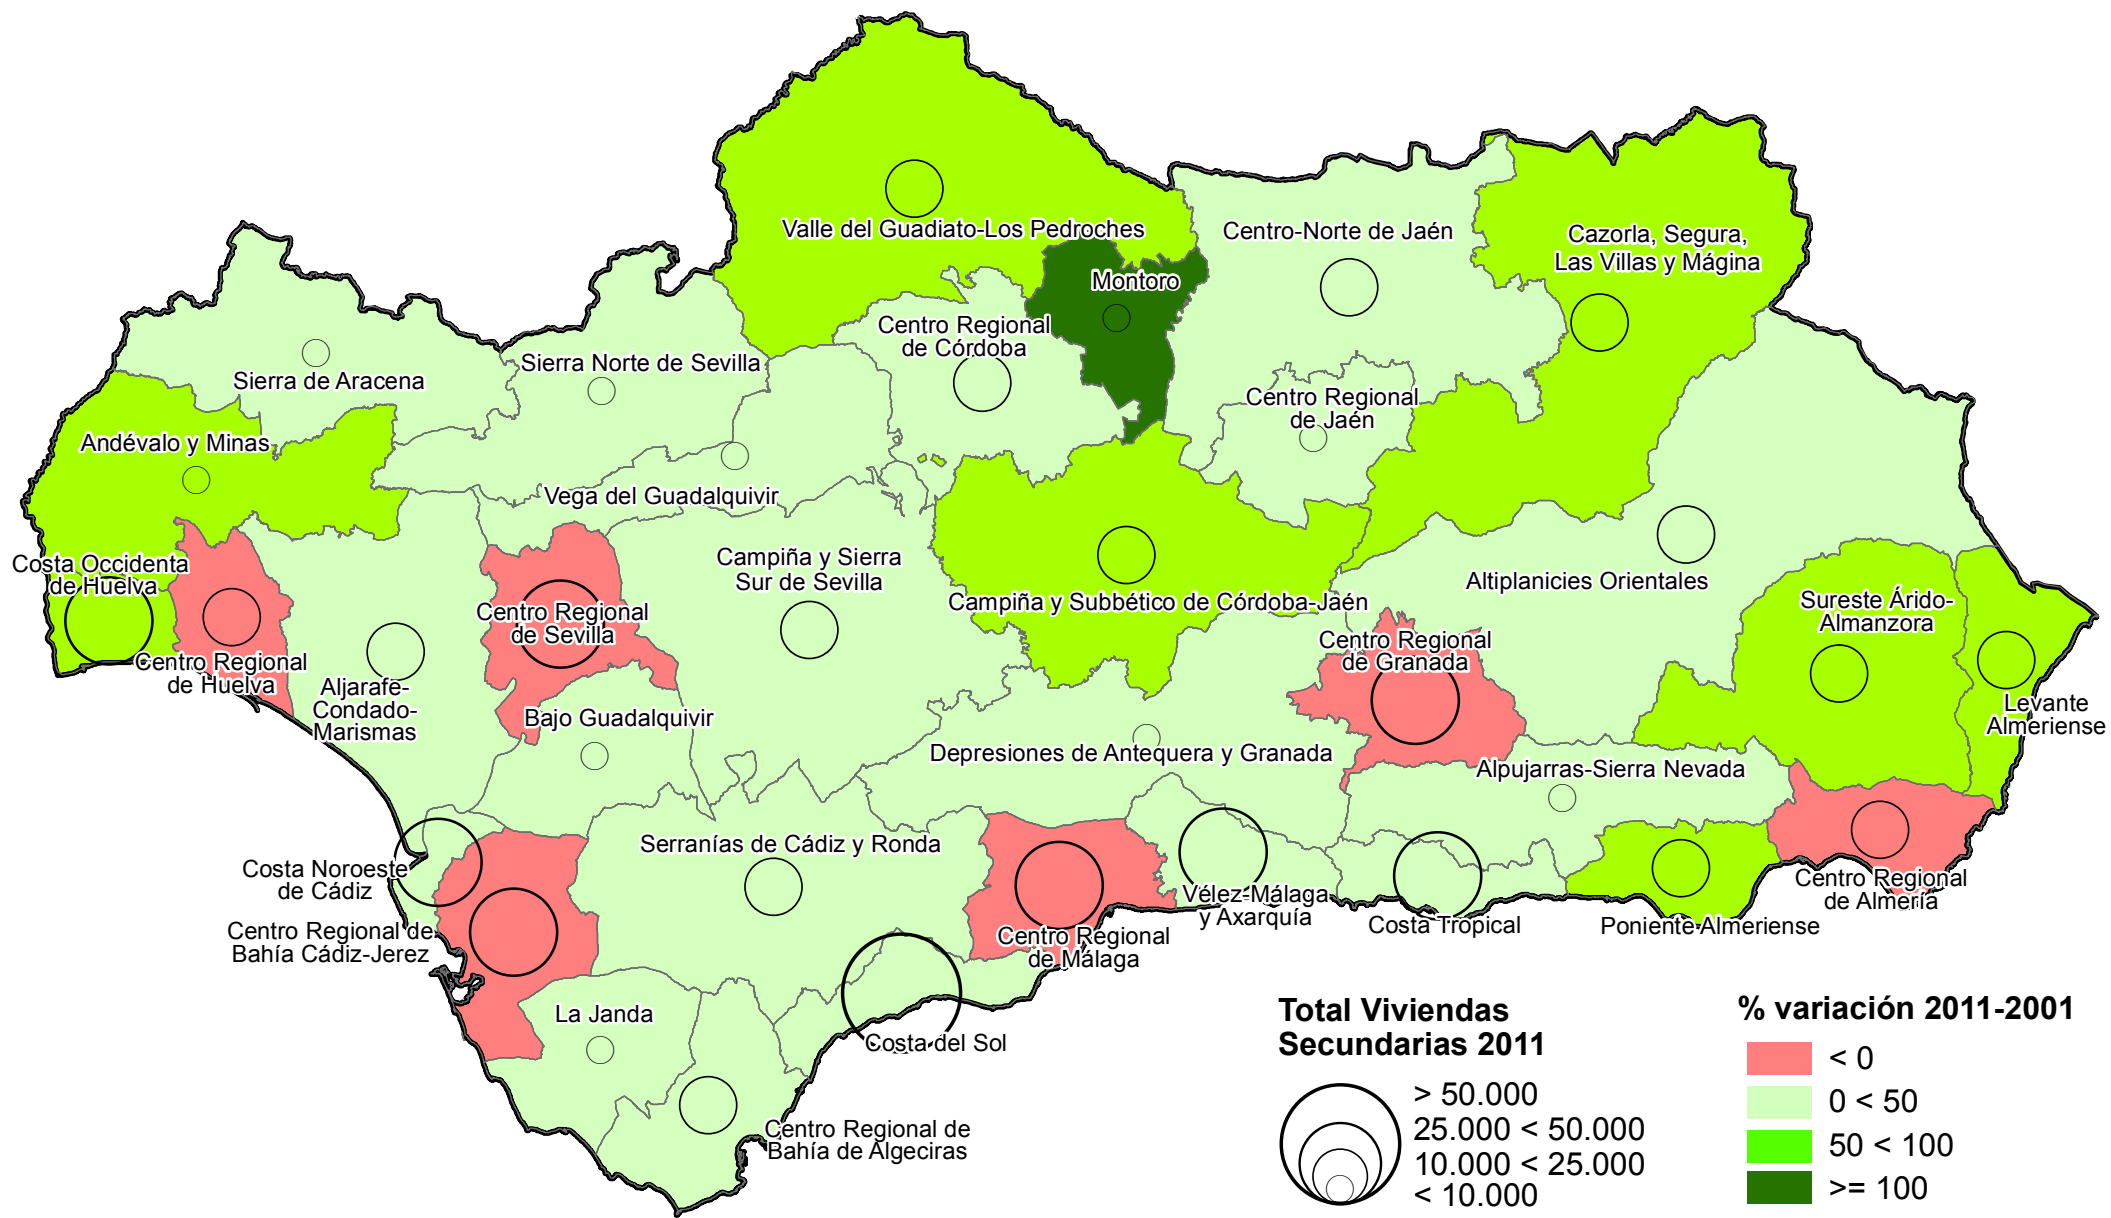 Valle del Guadiato-Los Pedroches
Centro-Norte de Jaén
Cazorla, Segura,
Las Villas y Mágina
Montoro
Centro Regional
de Córdoba
Sierra Norte de Sevilla
Sierra de Aracena
Centro Regional
de Jaén
Andévalo y Minas
Vega del Guadalquivir
Costa Occidenta
de Huelva
Campiña y Sierra
Sur de Sevilla
Altiplanicies Orientales
Campiña y Subbético de Córdoba-Jaén
Sureste Árido-
Almanzora
Centro Regional
de Sevilla
Centro Regional
de Granada
Centro Regional
de Huelva
Aljarafe-
Condado-
Marismas
Bajo Guadalquivir
Levante
Almeriense
Depresiones de Antequera y Granada
Alpujarras-Sierra Nevada
Serranías de Cádiz y Ronda
Costa Noroeste
de Cádiz
Vélez-Málaga
y Axarquía
Centro Regional
de Almería
Costa Tropical
Poniente Almeriense
Centro Regional de
Bahía Cádiz-Jerez
Centro Regional
de Málaga
La Janda
Costa del Sol
Centro Regional de
Bahía de Algeciras
Total Viviendas
Secundarias 2011
> 50.000
25.000 < 50.000
10.000 < 25.000
< 10.000
% variación 2011-2001
< 0
0 < 50
50 < 100
>= 100